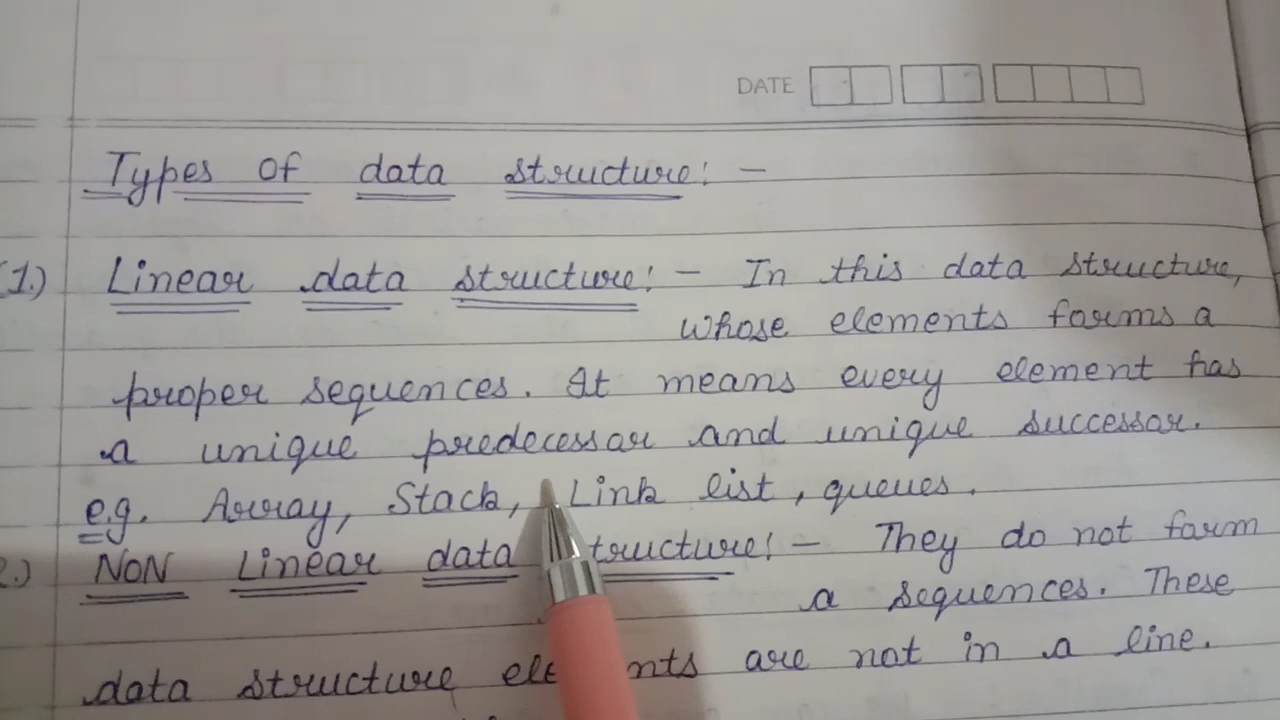 DATE
Types of data structure: -
(1.) Linear data structure: - In this data structure,
whose elements forms a
proper sequences. It means every element has
a unique predecessor and unique successor.
e.g. Array, Stack, Link list, queues.
2.) NON Linear data structure: - They do not form
a sequences. These
data structure elements are not in a line.